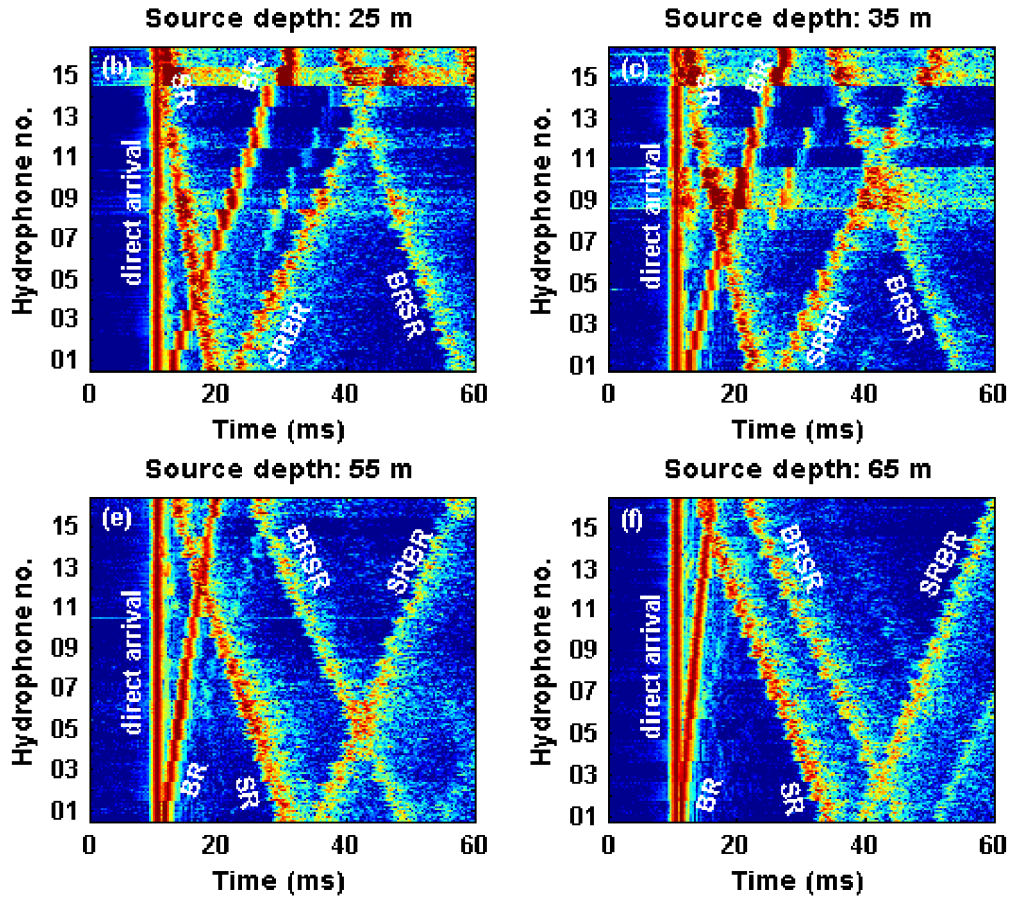 Source depth: 25 m
(b)
SR
BR
direct arrival
SRBR
BRSR
Hydrophone no.
15
13
11
09
07
05
03
01
0 20 40 60
Time (ms)
Source depth: 35 m
(c)
SR
BR
direct arrival
SRBR
BRSR
Hydrophone no.
15
13
11
09
07
05
03
01
0 20 40 60
Time (ms)
Source depth: 55 m
(e)
BRSR
SRBR
direct arrival
BR
SR
Hydrophone no.
15
13
11
09
07
05
03
01
0 20 40 60
Time (ms)
Source depth: 65 m
(f)
BRSR
SRBR
direct arrival
BR
SR
Hydrophone no.
15
13
11
09
07
05
03
01
0 20 40 60
Time (ms)